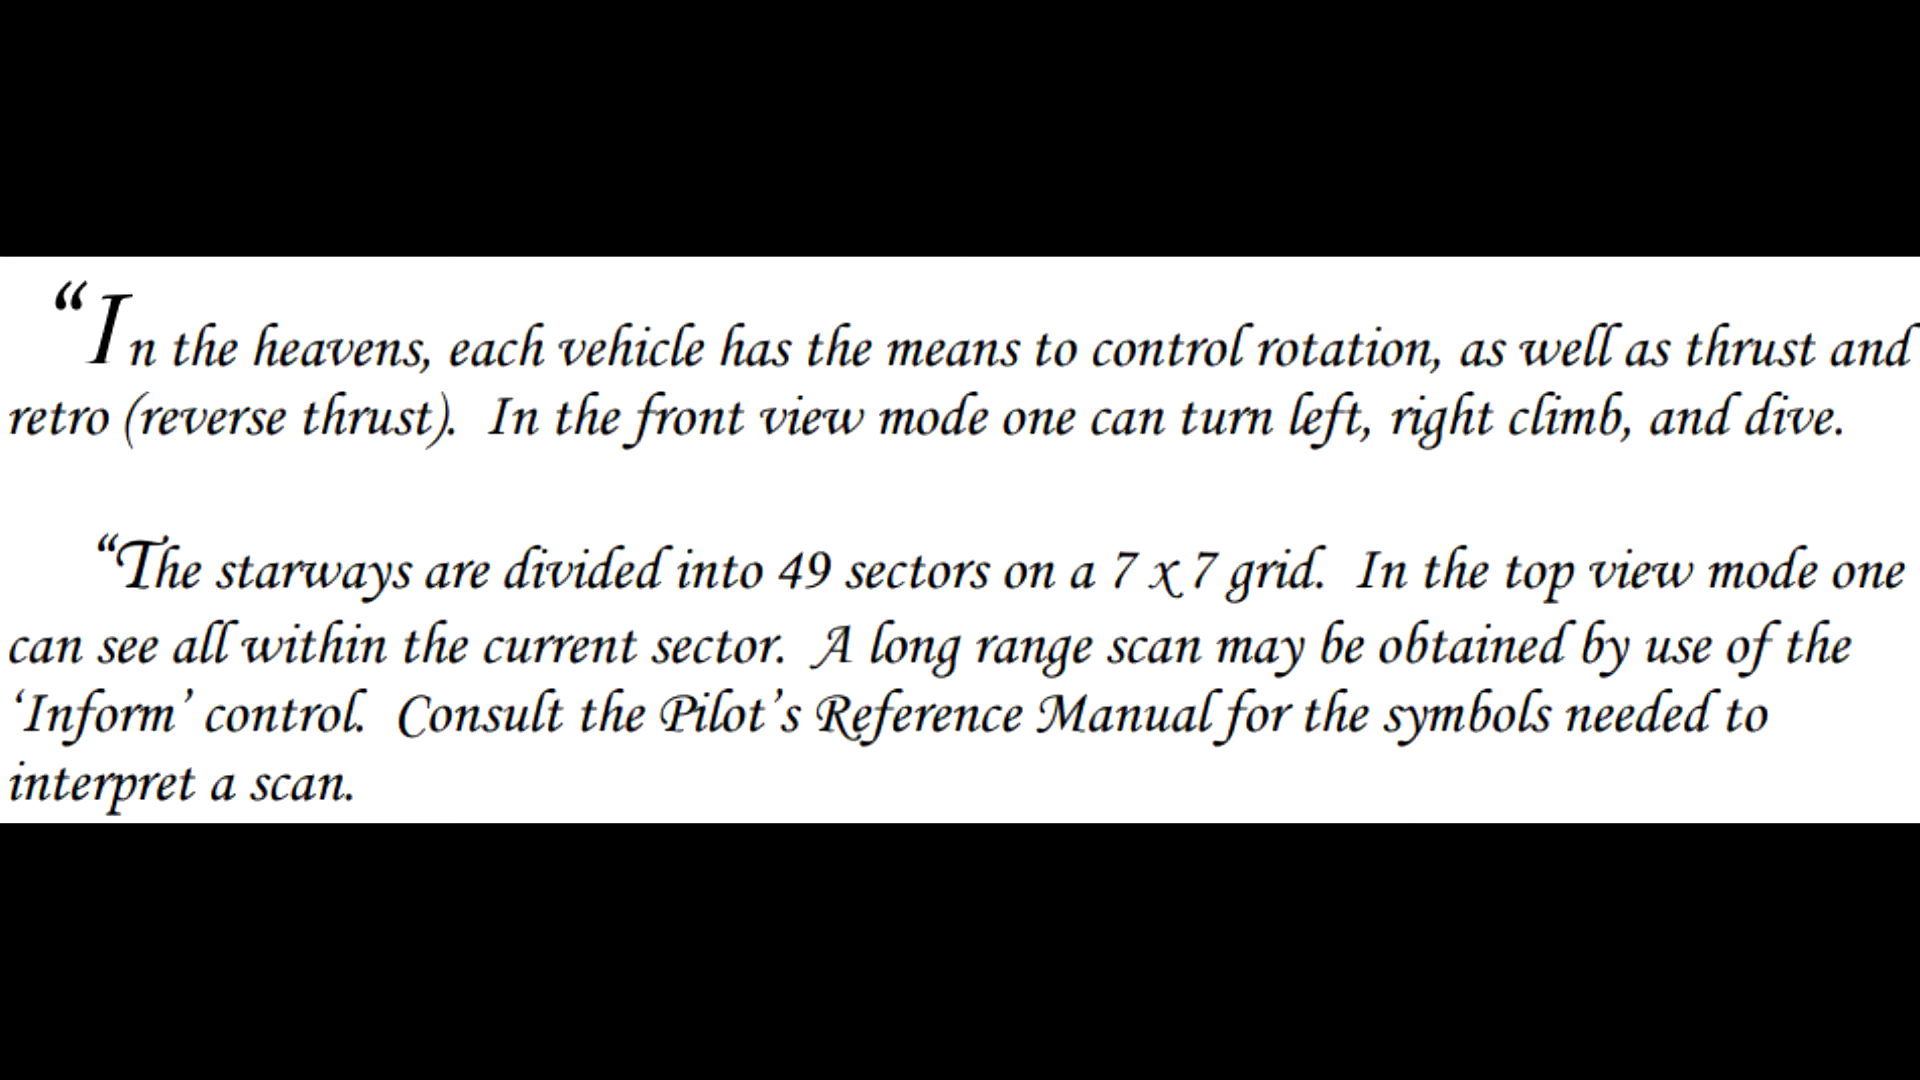 “In the heavens, each vehicle has the means to control rotation, as well as thrust and
retro (reverse thrust).  In the front view mode one can turn left, right climb, and dive.
“The starways are divided into 49 sectors on a 7 x 7 grid.  In the top view mode one
can see all within the current sector.  A long range scan may be obtained by use of the
‘Inform’ control.  Consult the Pilot’s Reference Manual for the symbols needed to
interpret a scan.